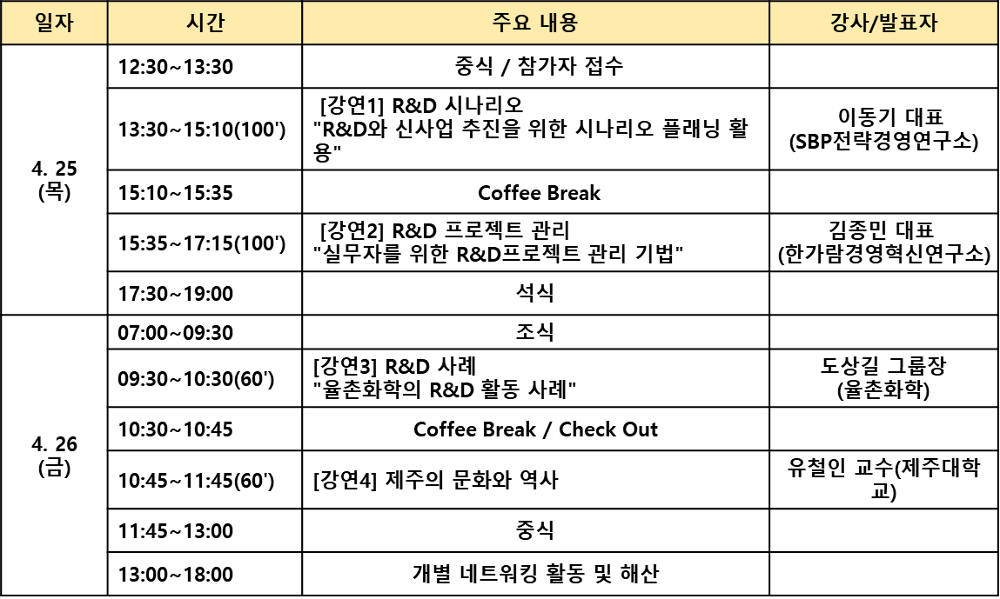 일자 시간 주요 내용 강사/발표자
4. 25
(목)
12:30~13:30 중식 / 참가자 접수
13:30~15:10(100')
[강연1] R&D 시나리오
"R&D와 신사업 추진을 위한 시나리오 플래닝 활
용"
이동기 대표
(SBP전략경영연구소)
15:10~15:35 Coffee Break
15:35~17:15(100')
[강연2] R&D 프로젝트 관리
"실무자를 위한 R&D프로젝트 관리 기법"
김종민 대표
(한가람경영혁신연구소)
17:30~19:00 석식
4. 26
(금)
07:00~09:30 조식
09:30~10:30(60')
[강연3] R&D 사례
"율촌화학의 R&D 활동 사례"
도상길 그룹장
(율촌화학)
10:30~10:45 Coffee Break / Check Out
10:45~11:45(60') [강연4] 제주의 문화와 역사
유철인 교수(제주대학
교)
11:45~13:00 중식
13:00~18:00 개별 네트워킹 활동 및 해산